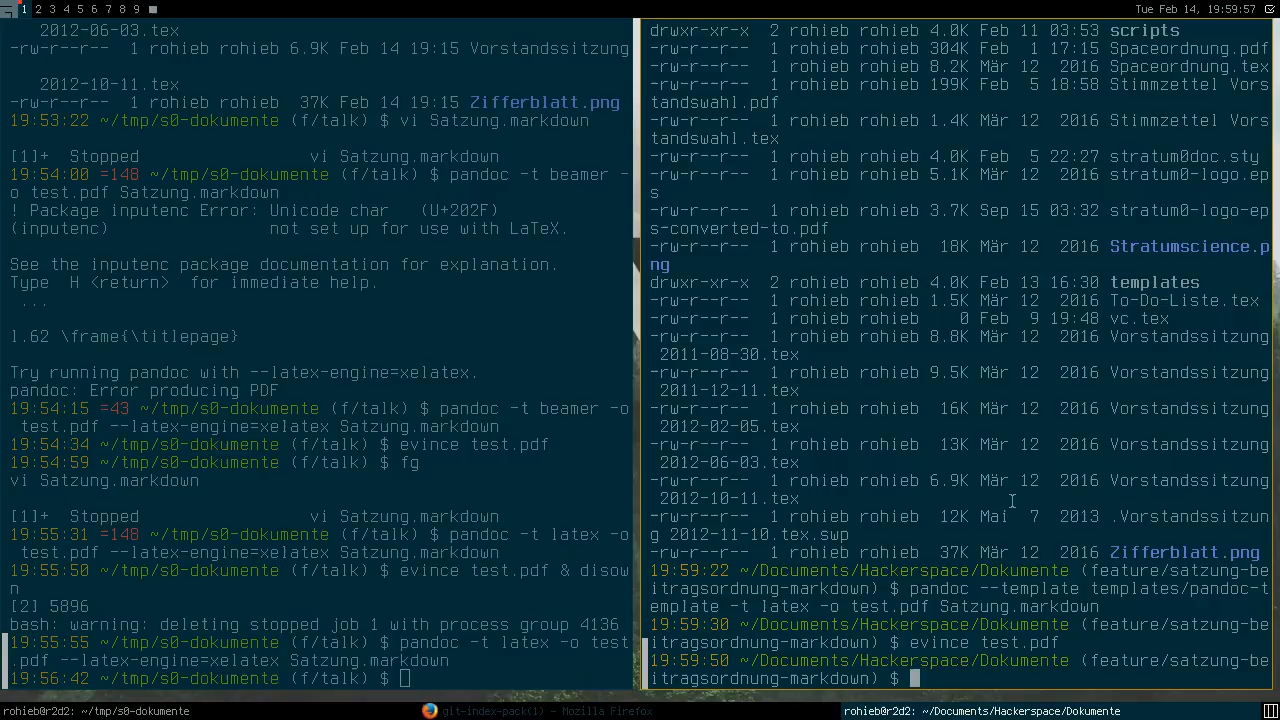 1 2 3 4 5 6 7 8 9
Tue Feb 14, 19:59:57
2012-06-03.tex
-rw-r--r--  1 rohieb rohieb 6.9K Feb 14 19:15 Vorstandssitzung
2012-10-11.tex
-rw-r--r--  1 rohieb rohieb  37K Feb 14 19:15 Zifferblatt.png
19:53:22 ~/tmp/s0-dokumente (f/talk) $ vi Satzung.markdown
[1]+  Stopped                 vi Satzung.markdown
19:54:00 =148 ~/tmp/s0-dokumente (f/talk) $ pandoc -t beamer -
o test.pdf Satzung.markdown
! Package inputenc Error: Unicode char   (U+202F)
(inputenc)                not set up for use with LaTeX.
See the inputenc package documentation for explanation.
Type  H <return>  for immediate help.
...
l.62 \frame{\titlepage}
Try running pandoc with --latex-engine=xelatex.
pandoc: Error producing PDF
19:54:15 =43 ~/tmp/s0-dokumente (f/talk) $ pandoc -t beamer -o
test.pdf --latex-engine=xelatex Satzung.markdown
19:54:34 ~/tmp/s0-dokumente (f/talk) $ evince test.pdf
19:54:59 ~/tmp/s0-dokumente (f/talk) $ fg
vi Satzung.markdown
[1]+  Stopped                 vi Satzung.markdown
19:55:31 =148 ~/tmp/s0-dokumente (f/talk) $ pandoc -t latex -o
test.pdf --latex-engine=xelatex Satzung.markdown
19:55:50 ~/tmp/s0-dokumente (f/talk) $ evince test.pdf & disow
n
[2] 5896
bash: warning: deleting stopped job 1 with process group 4136
19:55:55 ~/tmp/s0-dokumente (f/talk) $ pandoc -t latex -o test
.pdf --latex-engine=xelatex Satzung.markdown
19:56:42 ~/tmp/s0-dokumente (f/talk) $
drwxr-xr-x  2 rohieb rohieb 4.0K Feb 11 03:53 scripts
-rw-r--r--  1 rohieb rohieb 304K Feb  1 17:15 Spaceordnung.pdf
-rw-r--r--  1 rohieb rohieb 8.2K Mär 12  2016 Spaceordnung.tex
-rw-r--r--  1 rohieb rohieb 199K Feb  5 18:58 Stimmzettel Vors
tandswahl.pdf
-rw-r--r--  1 rohieb rohieb 1.4K Mär 12  2016 Stimmzettel Vors
tandswahl.tex
-rw-r--r--  1 rohieb rohieb 4.0K Feb  5 22:27 stratum0doc.sty
-rw-r--r--  1 rohieb rohieb 5.1K Mär 12  2016 stratum0-logo.ep
s
-rw-r--r--  1 rohieb rohieb 3.7K Sep 15 03:32 stratum0-logo-ep
s-converted-to.pdf
-rw-r--r--  1 rohieb rohieb  18K Mär 12  2016 Stratumscience.p
ng
drwxr-xr-x  2 rohieb rohieb 4.0K Feb 13 16:30 templates
-rw-r--r--  1 rohieb rohieb 1.5K Mär 12  2016 To-Do-Liste.tex
-rw-r--r--  1 rohieb rohieb    0 Feb  9 19:48 vc.tex
-rw-r--r--  1 rohieb rohieb 8.8K Mär 12  2016 Vorstandssitzung
2011-08-30.tex
-rw-r--r--  1 rohieb rohieb 9.5K Mär 12  2016 Vorstandssitzung
2011-12-11.tex
-rw-r--r--  1 rohieb rohieb  16K Mär 12  2016 Vorstandssitzung
2012-02-05.tex
-rw-r--r--  1 rohieb rohieb  13K Mär 12  2016 Vorstandssitzung
2012-06-03.tex
-rw-r--r--  1 rohieb rohieb 6.9K Mär 12  2016 Vorstandssitzung
2012-10-11.tex
-rw-r--r--  1 rohieb rohieb  12K Mai  7  2013 .Vorstandssitzun
g 2012-11-10.tex.swp
-rw-r--r--  1 rohieb rohieb  37K Mär 12  2016 Zifferblatt.png
19:59:22 ~/Documents/Hackerspace/Dokumente (feature/satzung-be
itragsordnung-markdown) $ pandoc --template templates/pandoc-t
emplate -t latex -o test.pdf Satzung.markdown
19:59:30 ~/Documents/Hackerspace/Dokumente (feature/satzung-be
itragsordnung-markdown) $ evince test.pdf
19:59:50 ~/Documents/Hackerspace/Dokumente (feature/satzung-be
itragsordnung-markdown) $
rohieb@r2d2: ~/tmp/s0-dokumente
git-index-pack(1) - Mozilla Firefox
rohieb@r2d2: ~/Documents/Hackerspace/Dokumente